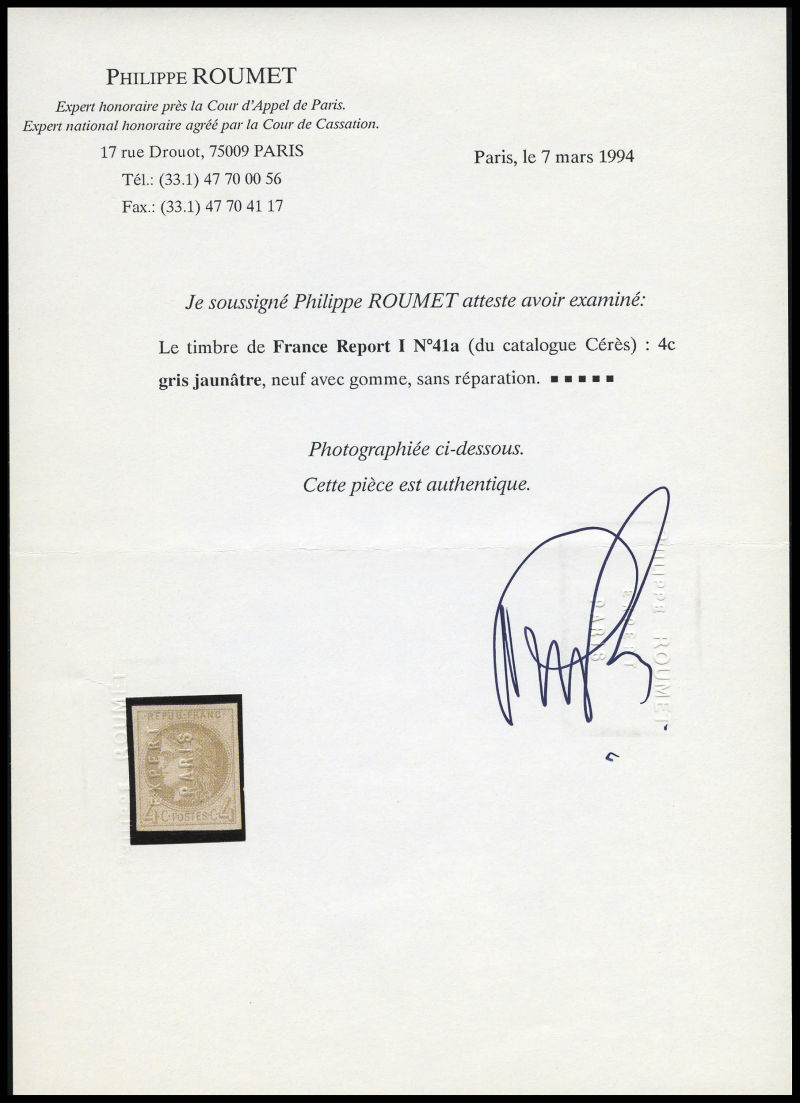 PHILIPPE ROUMET
Expert honoraire près la Cour d'Appel de Paris.
Expert national honoraire agréé par la Cour de Cassation.
17 rue Drouot, 75009 PARIS
Tél.: (33.1) 47 70 00 56
Fax.: (33.1) 47 70 41 17
Paris, le 7 mars 1994
Je soussigné Philippe ROUMET atteste avoir examiné:
Le timbre de France Report I N°41a (du catalogue Cérès) : 4c
gris jaunâtre, neuf avec gomme, sans réparation.
Photographiée ci-dessous.
Cette pièce est authentique.
PHILIPPE ROUMET
EXPERT
PARIS
REPUB·FRANC
EXPERT
PARIS
4 C·POSTES·C 4
ROUMET